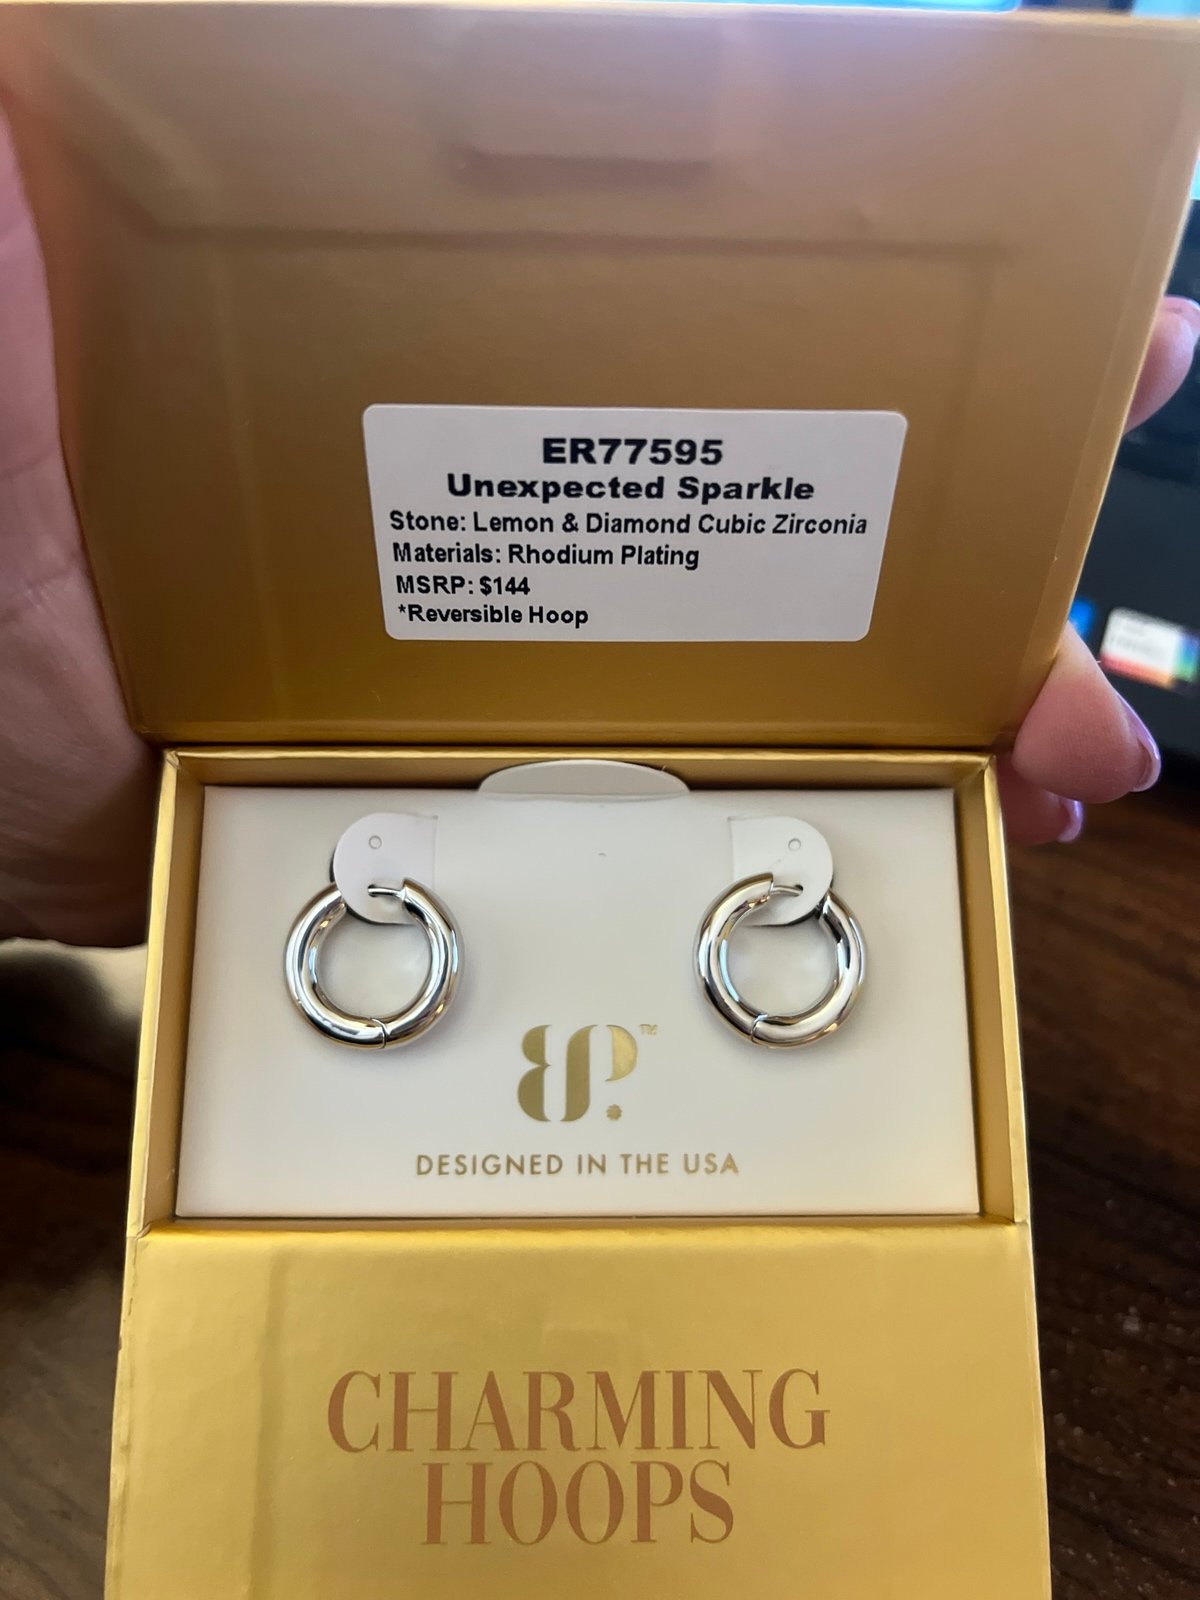 ER77595
Unexpected Sparkle
Stone: Lemon & Diamond Cubic Zirconia
Materials: Rhodium Plating
MSRP: $144
*Reversible Hoop
BP.™
DESIGNED IN THE USA
CHARMING
HOOPS